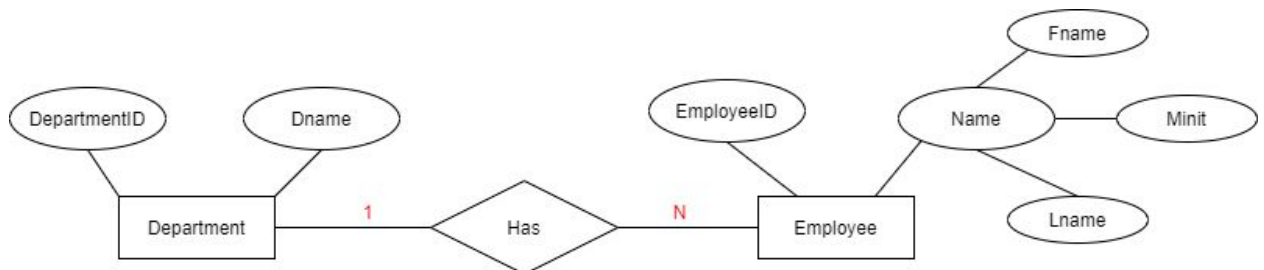 Fname
DepartmentID
Dname
EmployeeID
Name
Minit
Department
1
Has
N
Employee
Lname